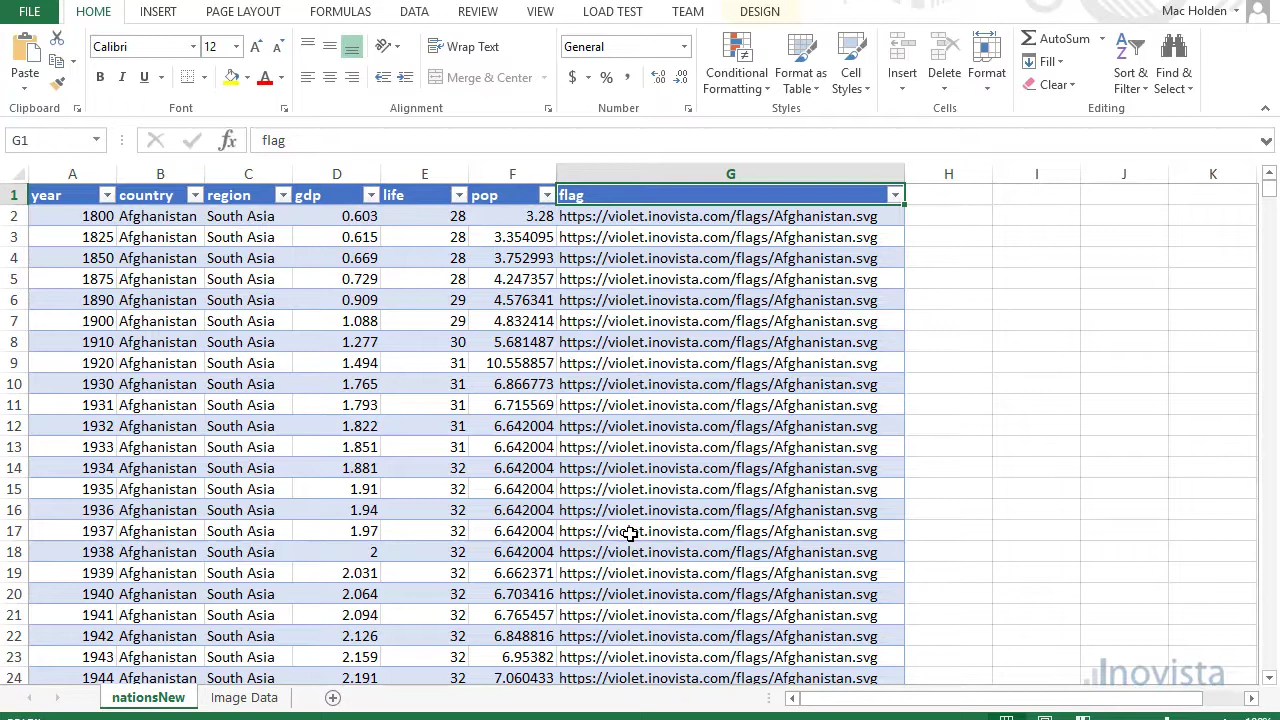 FILE HOME INSERT PAGE LAYOUT FORMULAS DATA REVIEW VIEW LOAD TEST TEAM DESIGN Mac Holden
Calibri 12 Wrap Text General AutoSum
Paste B I U Merge & Center $ % , Conditional Formatting Format as Table Cell Styles Insert Delete Format Fill Clear Sort & Filter Find & Select
Clipboard Font Alignment Number Styles Cells Editing
G1 fx flag
A B C D E F G H I J K
1 year country region gdp life pop flag
2 1800 Afghanistan South Asia 0.603 28 3.28 https://violet.inovista.com/flags/Afghanistan.svg
3 1825 Afghanistan South Asia 0.615 28 3.354095 https://violet.inovista.com/flags/Afghanistan.svg
4 1850 Afghanistan South Asia 0.669 28 3.752993 https://violet.inovista.com/flags/Afghanistan.svg
5 1875 Afghanistan South Asia 0.729 28 4.247357 https://violet.inovista.com/flags/Afghanistan.svg
6 1890 Afghanistan South Asia 0.909 29 4.576341 https://violet.inovista.com/flags/Afghanistan.svg
7 1900 Afghanistan South Asia 1.088 29 4.832414 https://violet.inovista.com/flags/Afghanistan.svg
8 1910 Afghanistan South Asia 1.277 30 5.681487 https://violet.inovista.com/flags/Afghanistan.svg
9 1920 Afghanistan South Asia 1.494 31 10.558857 https://violet.inovista.com/flags/Afghanistan.svg
10 1930 Afghanistan South Asia 1.765 31 6.866773 https://violet.inovista.com/flags/Afghanistan.svg
11 1931 Afghanistan South Asia 1.793 31 6.715569 https://violet.inovista.com/flags/Afghanistan.svg
12 1932 Afghanistan South Asia 1.822 31 6.642004 https://violet.inovista.com/flags/Afghanistan.svg
13 1933 Afghanistan South Asia 1.851 31 6.642004 https://violet.inovista.com/flags/Afghanistan.svg
14 1934 Afghanistan South Asia 1.881 32 6.642004 https://violet.inovista.com/flags/Afghanistan.svg
15 1935 Afghanistan South Asia 1.91 32 6.642004 https://violet.inovista.com/flags/Afghanistan.svg
16 1936 Afghanistan South Asia 1.94 32 6.642004 https://violet.inovista.com/flags/Afghanistan.svg
17 1937 Afghanistan South Asia 1.97 32 6.642004 https://violet.inovista.com/flags/Afghanistan.svg
18 1938 Afghanistan South Asia 2 32 6.642004 https://violet.inovista.com/flags/Afghanistan.svg
19 1939 Afghanistan South Asia 2.031 32 6.662371 https://violet.inovista.com/flags/Afghanistan.svg
20 1940 Afghanistan South Asia 2.064 32 6.703416 https://violet.inovista.com/flags/Afghanistan.svg
21 1941 Afghanistan South Asia 2.094 32 6.765457 https://violet.inovista.com/flags/Afghanistan.svg
22 1942 Afghanistan South Asia 2.126 32 6.848816 https://violet.inovista.com/flags/Afghanistan.svg
23 1943 Afghanistan South Asia 2.159 32 6.95382 https://violet.inovista.com/flags/Afghanistan.svg
24 1944 Afghanistan South Asia 2.191 32 7.060433 https://violet.inovista.com/flags/Afghanistan.svg
Inovista
nationsNew Image Data